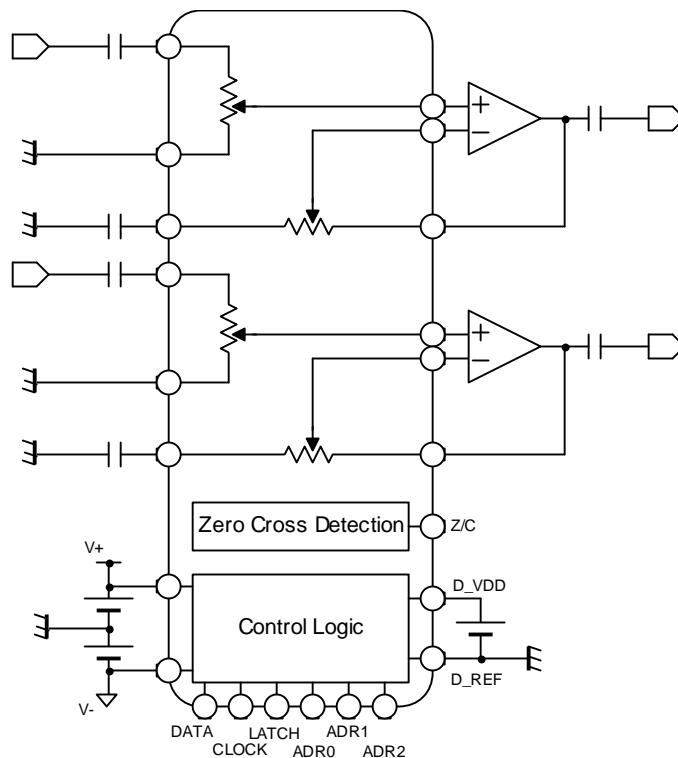 +
−
+
−
Zero Cross Detection
Z/C
V+
D_VDD
Control Logic
D_REF
V-
DATA
CLOCK
LATCH
ADR0
ADR1
ADR2